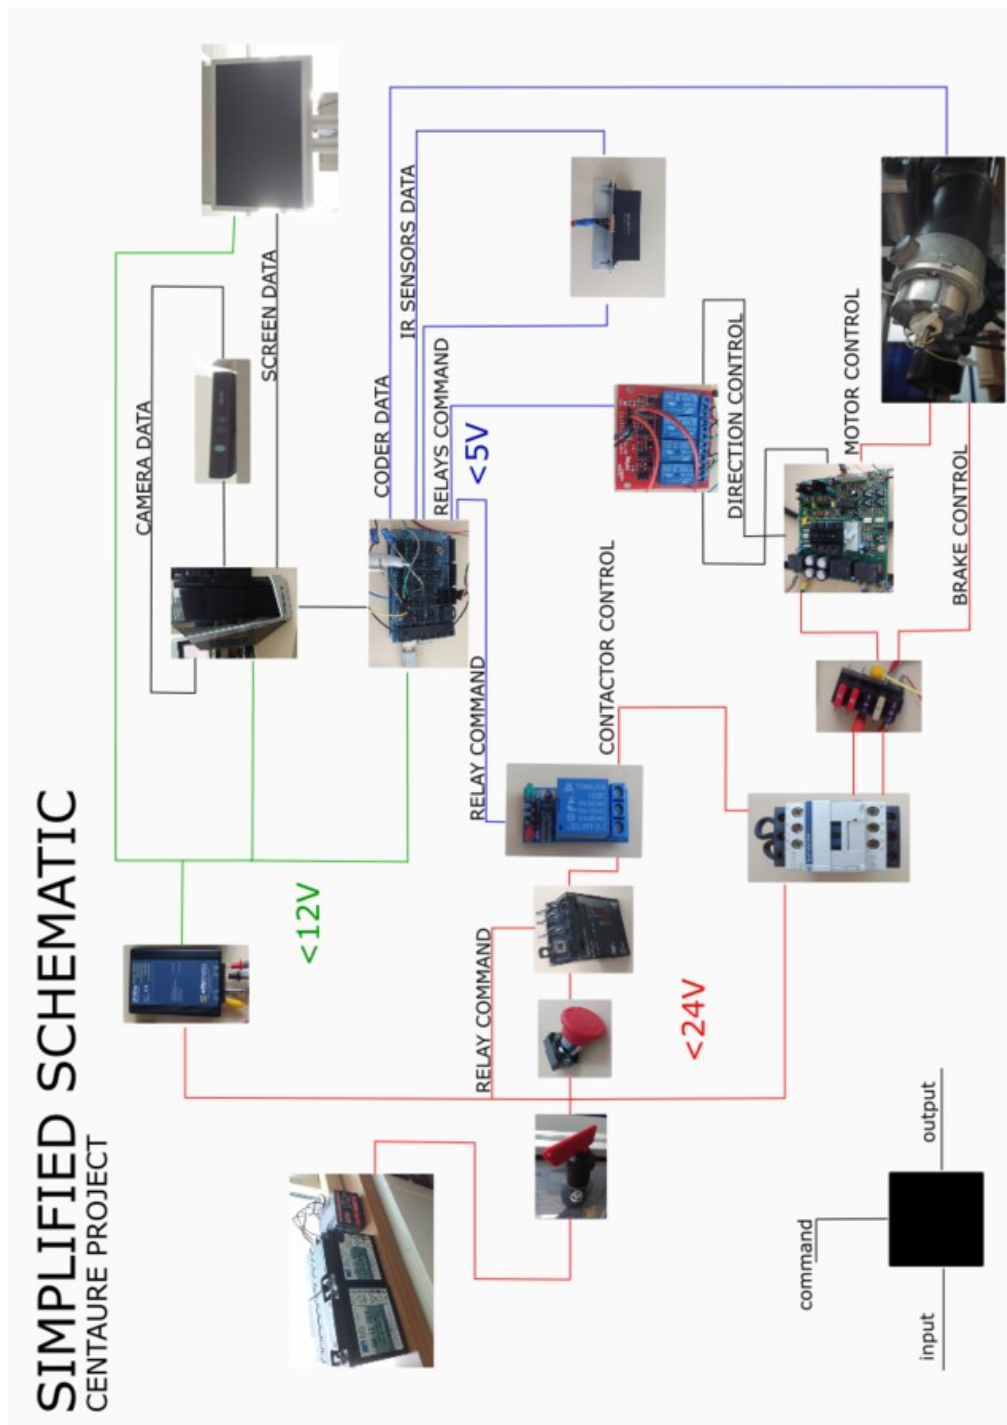 SIMPLIFIED SCHEMATIC
CENTAURE PROJECT
CAMERA DATA
SCREEN DATA
CODER DATA
IR SENSORS DATA
RELAYS COMMAND
<5V
<12V
RELAY COMMAND
RELAY COMMAND
CONTACTOR CONTROL
DIRECTION CONTROL
MOTOR CONTROL
BRAKE CONTROL
<24V
command
input
output